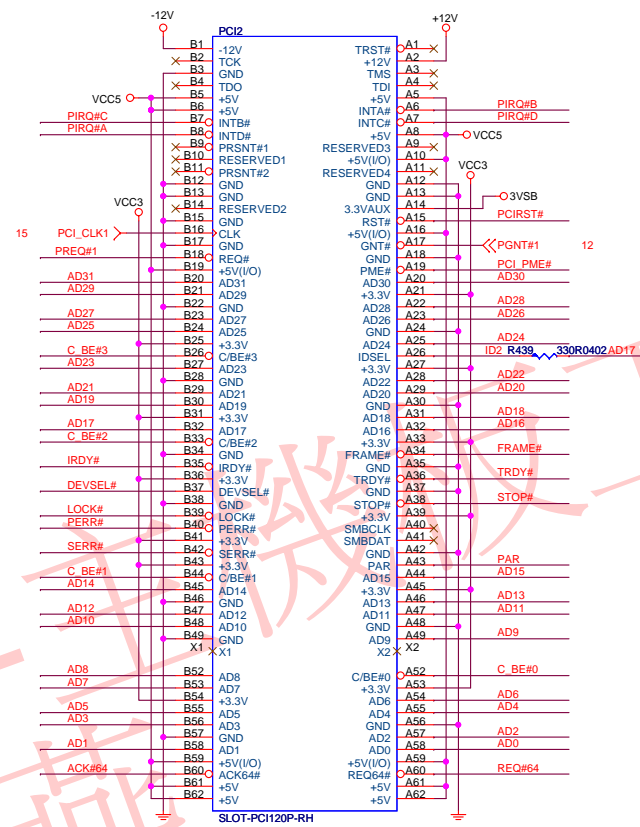 -12V +12V
PCI2
B1 -12V TRST# A1
B2 TCK +12V A2
B3 GND TMS A3
B4 TDO TDI A4
VCC5 B5 +5V +5V A5
B6 +5V INTA# A6 PIRQ#B
PIRQ#C B7 INTB# INTC# A7 PIRQ#D
PIRQ#A B8 INTD# +5V A8 VCC5
B9 PRSNT#1 RESERVED3 A9
B10 RESERVED1 +5V(I/O) A10
B11 PRSNT#2 RESERVED4 A11 VCC3
B12 GND GND A12
B13 GND GND A13
VCC3 B14 RESERVED2 3.3VAUX A14 3VSB
B15 GND RST# A15 PCIRST#
15 PCI_CLK1 B16 CLK +5V(I/O) A16
B17 GND GNT# A17 PGNT#1 12
PREQ#1 B18 REQ# GND A18
B19 +5V(I/O) PME# A19 PCI_PME#
AD31 B20 AD31 AD30 A20 AD30
AD29 B21 AD29 +3.3V A21
B22 GND AD28 A22 AD28
AD27 B23 AD27 AD26 A23 AD26
AD25 B24 AD25 GND A24
B25 +3.3V AD24 A25 AD24
C_BE#3 B26 C/BE#3 IDSEL A26 ID2 R439 330R0402 AD17
AD23 B27 AD23 +3.3V A27
B28 GND AD22 A28 AD22
AD21 B29 AD21 AD20 A29 AD20
AD19 B30 AD19 GND A30
B31 +3.3V AD18 A31 AD18
AD17 B32 AD17 AD16 A32 AD16
C_BE#2 B33 C/BE#2 +3.3V A33
B34 GND FRAME# A34 FRAME#
IRDY# B35 IRDY# GND A35
B36 +3.3V TRDY# A36 TRDY#
DEVSEL# B37 DEVSEL# GND A37
B38 GND STOP# A38 STOP#
LOCK# B39 LOCK# +3.3V A39
PERR# B40 PERR# SMBCLK A40
B41 +3.3V SMBDAT A41
SERR# B42 SERR# GND A42
B43 +3.3V PAR A43 PAR
C_BE#1 B44 C/BE#1 AD15 A44 AD15
AD14 B45 AD14 +3.3V A45
B46 GND AD13 A46 AD13
AD12 B47 AD12 AD11 A47 AD11
AD10 B48 AD10 GND A48
B49 GND AD9 A49 AD9
X1 X1 X2 X2
AD8 B52 AD8 C/BE#0 A52 C_BE#0
AD7 B53 AD7 +3.3V A53
B54 +3.3V AD6 A54 AD6
AD5 B55 AD5 AD4 A55 AD4
AD3 B56 AD3 GND A56
B57 GND AD2 A57 AD2
AD1 B58 AD1 AD0 A58 AD0
B59 +5V(I/O) +5V(I/O) A59
ACK#64 B60 ACK64# REQ64# A60 REQ#64
B61 +5V +5V A61
B62 +5V +5V A62
SLOT-PCI120P-RH
主機板